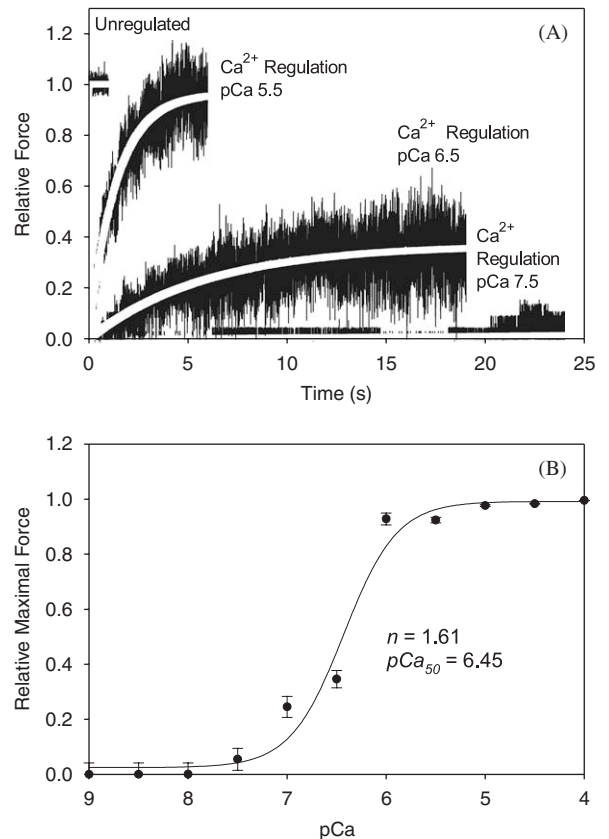 (A)
Relative Force
1.2
1.0
0.8
0.6
0.4
0.2
0.0
Unregulated
Ca²⁺ Regulation
pCa 5.5
Ca²⁺ Regulation
pCa 6.5
Ca²⁺
Regulation
pCa 7.5
0 5 10 15 20 25
Time (s)
(B)
Relative Maximal Force
1.2
1.0
0.8
0.6
0.4
0.2
0.0
n = 1.61
pCa₅₀ = 6.45
9 8 7 6 5 4
pCa